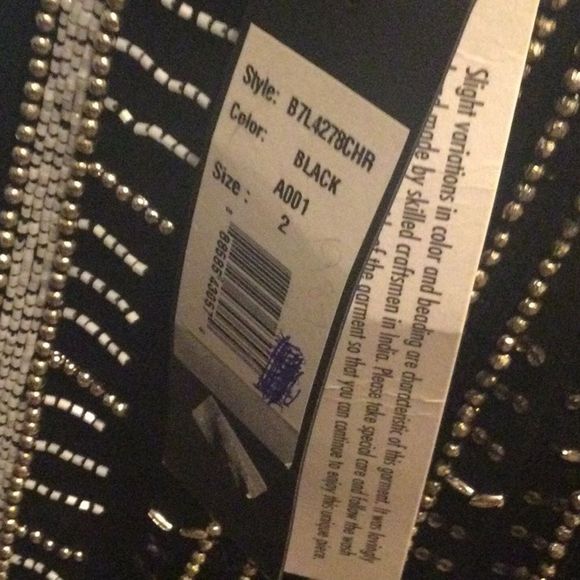 Style: B7L4278CHR
Color: BLACK
A001
Size : 2
Slight variations in color and beading are characteristic of this garment. It was lovingly
made by skilled craftsmen in India. Please take special care and follow the wash
of the garment so that you can continue to enjoy this unique piece.